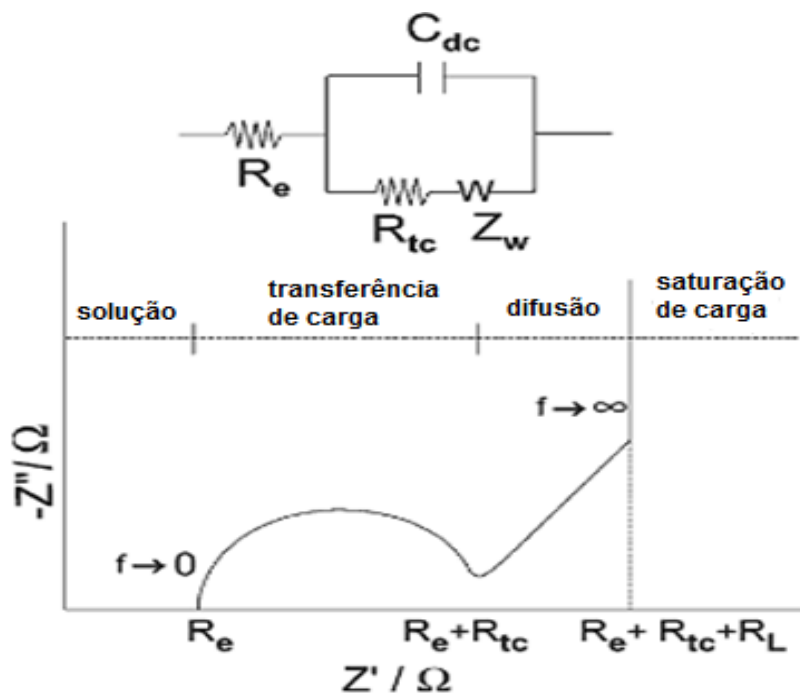 C_dc
R_e
R_tc Z_w
solução
transferência
de carga
difusão
saturação
de carga
f → ∞
-Z"/Ω
f → 0
R_e
R_e+R_tc
R_e+ R_tc+R_L
Z' / Ω